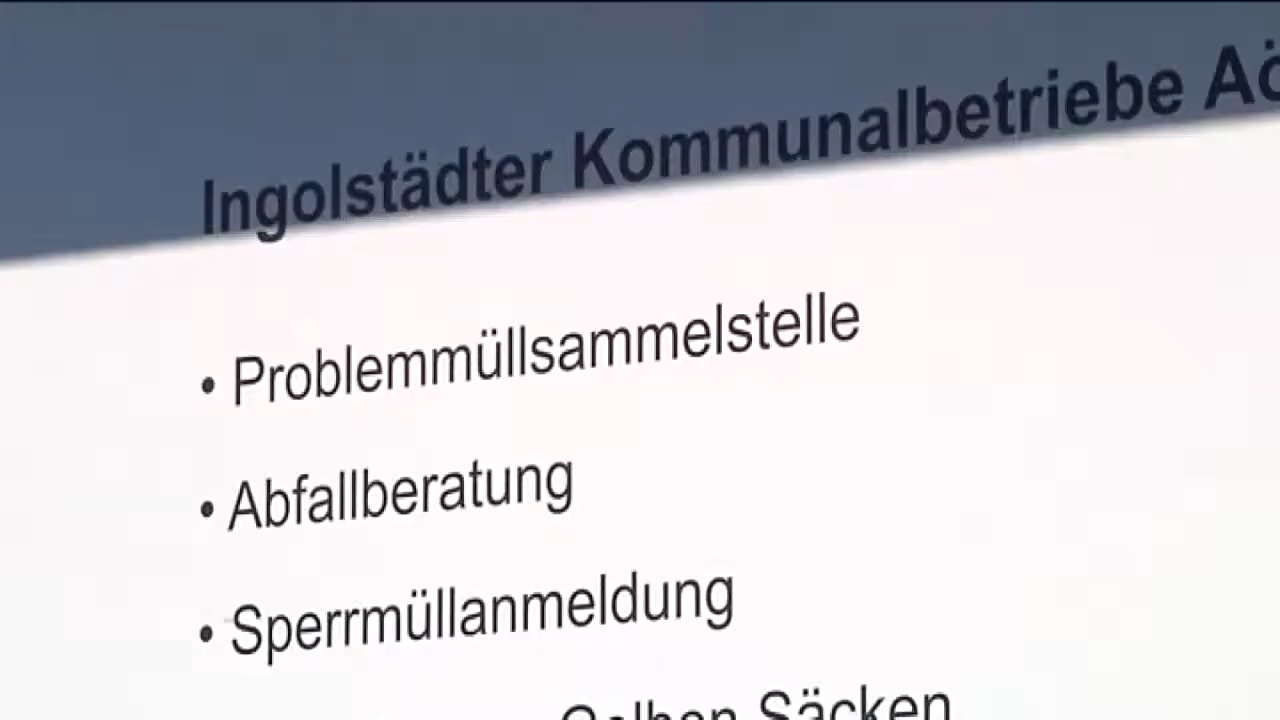 Ingolstädter Kommunalbetriebe
• Problemmüllsammelstelle
• Abfallberatung
• Sperrmüllanmeldung
Säcken